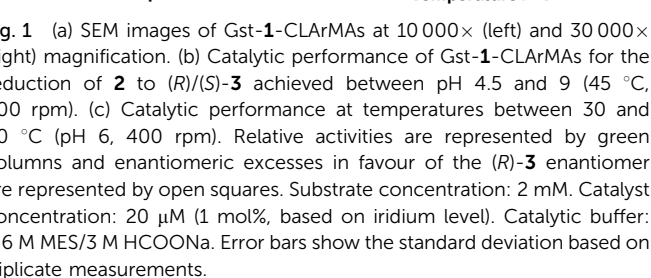 g. 1 (a) SEM images of Gst-1-CLArMAs at 10 000× (left) and 30 000×
ight) magnification. (b) Catalytic performance of Gst-1-CLArMAs for the
eduction of 2 to (R)/(S)-3 achieved between pH 4.5 and 9 (45 °C,
00 rpm). (c) Catalytic performance at temperatures between 30 and
0 °C (pH 6, 400 rpm). Relative activities are represented by green
olumns and enantiomeric excesses in favour of the (R)-3 enantiomer
re represented by open squares. Substrate concentration: 2 mM. Catalyst
oncentration: 20 μM (1 mol%, based on iridium level). Catalytic buffer:
6 M MES/3 M HCOONa. Error bars show the standard deviation based on
iplicate measurements.